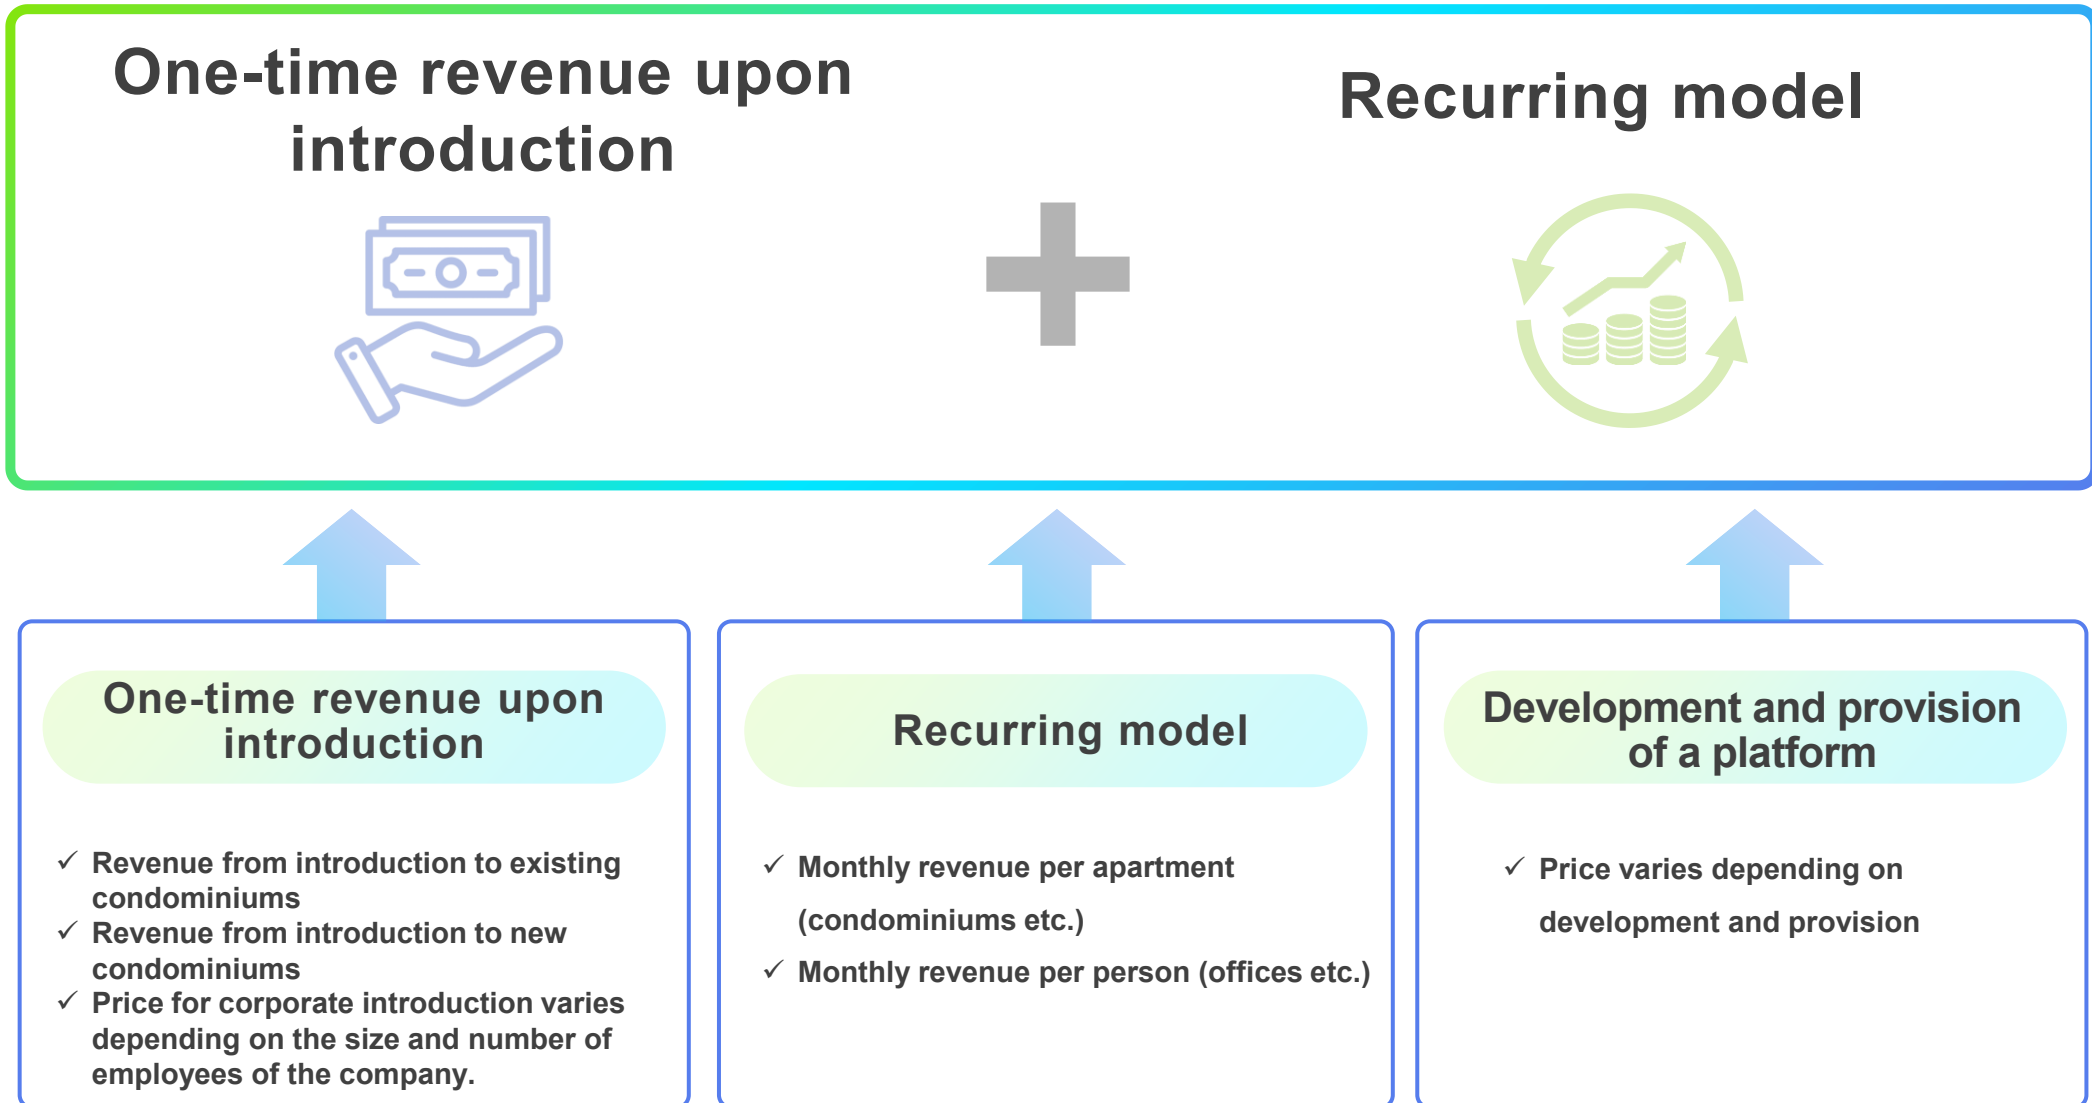 One-time revenue upon
introduction
Recurring model
One-time revenue upon
introduction
✓ Revenue from introduction to existing
condominiums
✓ Revenue from introduction to new
condominiums
✓ Price for corporate introduction varies
depending on the size and number of
employees of the company.
Recurring model
✓ Monthly revenue per apartment
(condominiums etc.)
✓ Monthly revenue per person (offices etc.)
Development and provision
of a platform
✓ Price varies depending on
development and provision